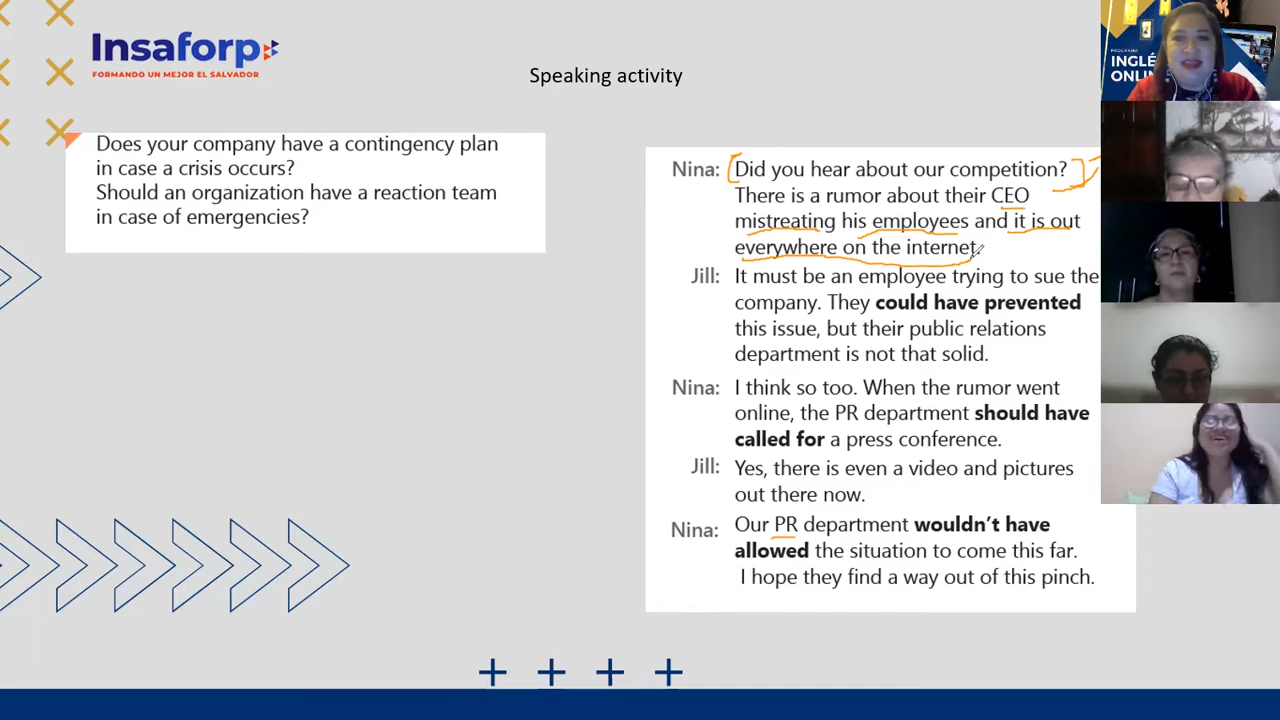 Insaforp
FORMANDO UN MEJOR EL SALVADOR
Speaking activity
PROGRAMA
INGLÉ
ONLIN
Does your company have a contingency plan
in case a crisis occurs?
Should an organization have a reaction team
in case of emergencies?
Nina: Did you hear about our competition?
There is a rumor about their CEO
mistreating his employees and it is out
everywhere on the internet.
Jill: It must be an employee trying to sue the
company. They could have prevented
this issue, but their public relations
department is not that solid.
Nina: I think so too. When the rumor went
online, the PR department should have
called for a press conference.
Jill: Yes, there is even a video and pictures
out there now.
Nina: Our PR department wouldn't have
allowed the situation to come this far.
I hope they find a way out of this pinch.